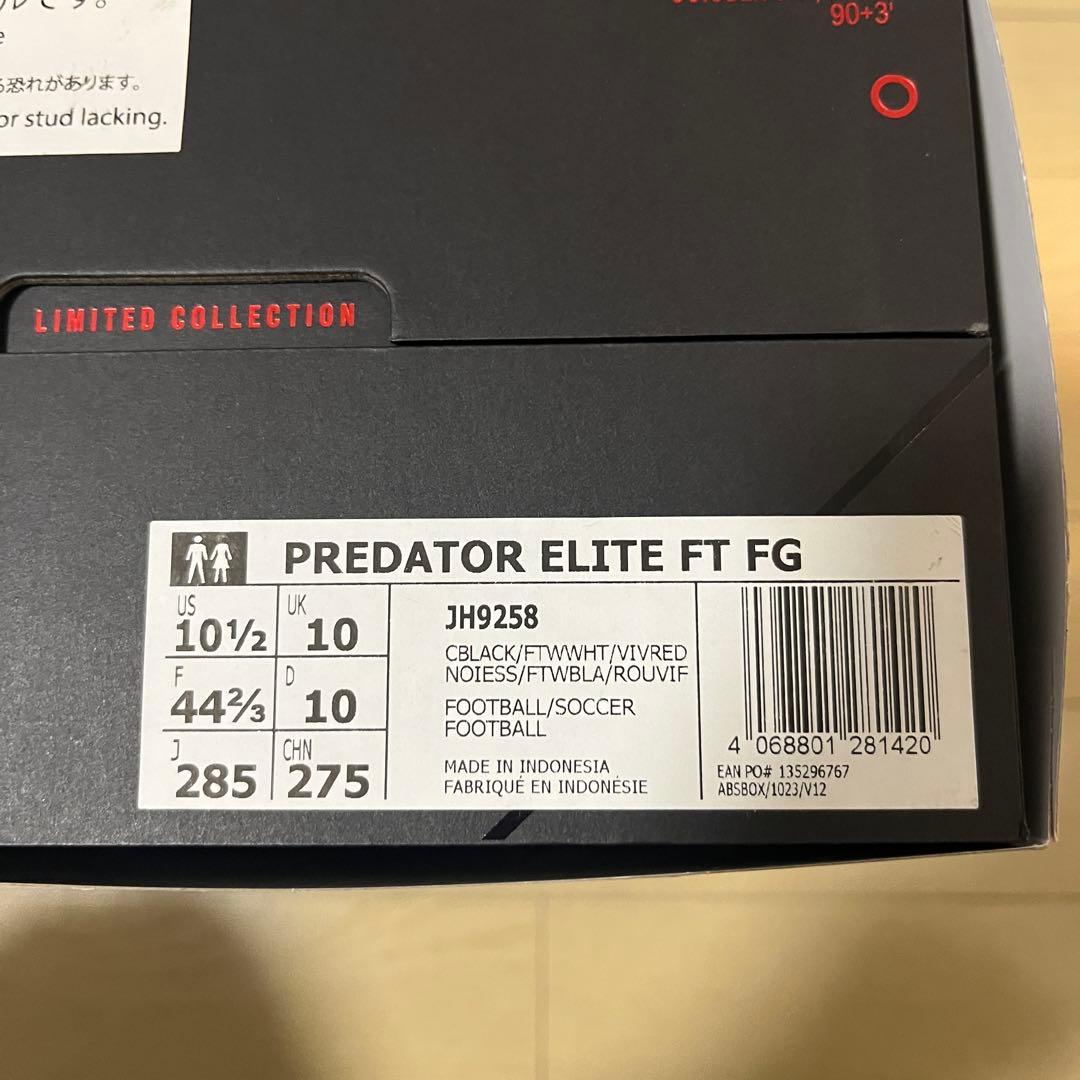 です。
る恐れがあります。
or stud lacking.
90+3'
LIMITED COLLECTION
PREDATOR ELITE FT FG
US 10½ UK 10
F 44⅔ D 10
J 285 CHN 275
JH9258
CBLACK/FTWWHT/VIVRED
NOIESS/FTWBLA/ROUVIF
FOOTBALL/SOCCER
FOOTBALL
MADE IN INDONESIA
FABRIQUÉ EN INDONÉSIE
4 068801 281420
EAN PO# 135296767
ABSBOX/1023/V12